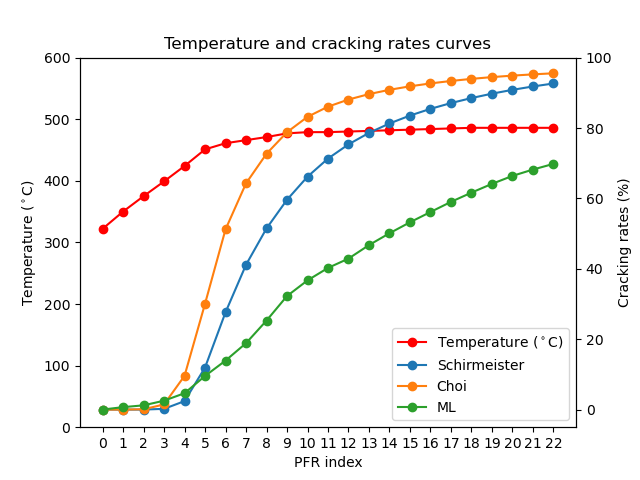 Temperature and cracking rates curves
600
500
400
300
200
100
0
Temperature (°C)
100
80
60
40
20
0
Cracking rates (%)
Temperature (°C)
Schirmeister
Choi
ML
0 1 2 3 4 5 6 7 8 9 10 11 12 13 14 15 16 17 18 19 20 21 22
PFR index